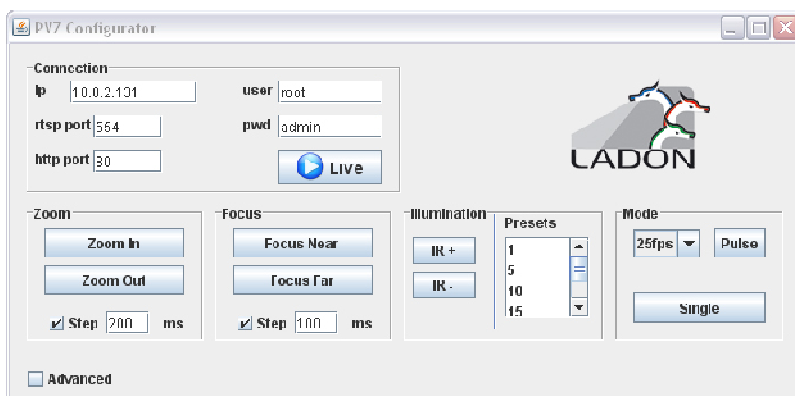 PVZ Configurator
Connection
Ip 10.0.2.131
user root
rtsp port 554
pwd admin
http port 80
Live
LADON
Zoom
Zoom In
Zoom Out
Step 200 ms
Focus
Focus Near
Focus Far
Step 100 ms
Illumination
IR +
IR -
Presets
1
5
10
15
Mode
25fps
Pulse
Single
Advanced